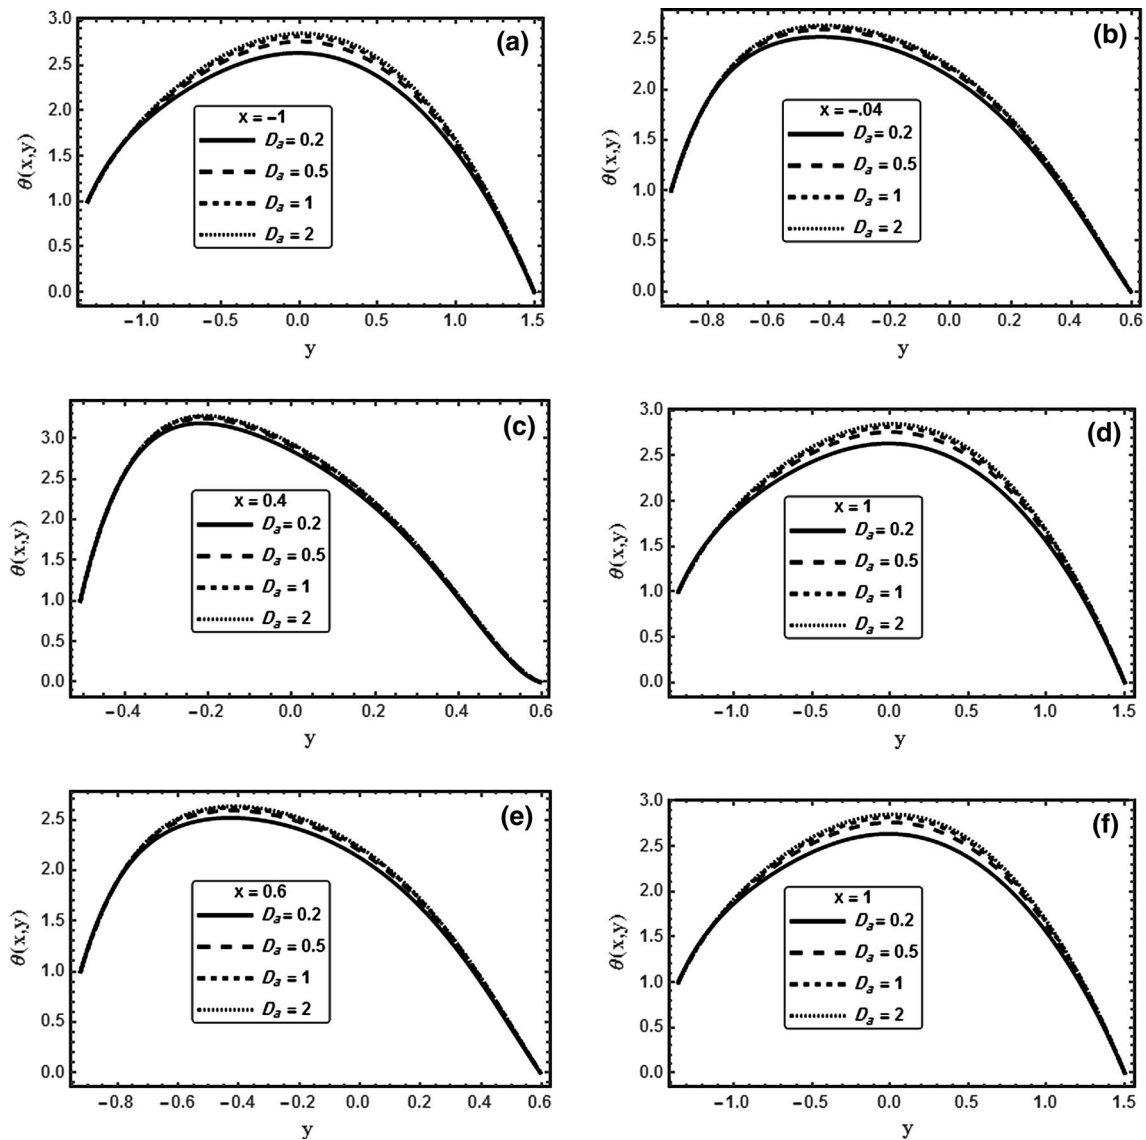 (a)
θ(x,y)
3.0
2.5
2.0
1.5
1.0
0.5
0.0
x = −1
Da = 0.2
Da = 0.5
Da = 1
Da = 2
−1.0 −0.5 0.0 0.5 1.0 1.5
y
(b)
θ(x,y)
2.5
2.0
1.5
1.0
0.5
0.0
x = −.04
Da = 0.2
Da = 0.5
Da = 1
Da = 2
−0.8 −0.6 −0.4 −0.2 0.0 0.2 0.4 0.6
y
(c)
θ(x,y)
3.0
2.5
2.0
1.5
1.0
0.5
0.0
x = 0.4
Da = 0.2
Da = 0.5
Da = 1
Da = 2
−0.4 −0.2 0.0 0.2 0.4 0.6
y
(d)
θ(x,y)
3.0
2.5
2.0
1.5
1.0
0.5
0.0
x = 1
Da = 0.2
Da = 0.5
Da = 1
Da = 2
−1.0 −0.5 0.0 0.5 1.0 1.5
y
(e)
θ(x,y)
2.5
2.0
1.5
1.0
0.5
0.0
x = 0.6
Da = 0.2
Da = 0.5
Da = 1
Da = 2
−0.8 −0.6 −0.4 −0.2 0.0 0.2 0.4 0.6
y
(f)
θ(x,y)
3.0
2.5
2.0
1.5
1.0
0.5
0.0
x = 1
Da = 0.2
Da = 0.5
Da = 1
Da = 2
−1.0 −0.5 0.0 0.5 1.0 1.5
y